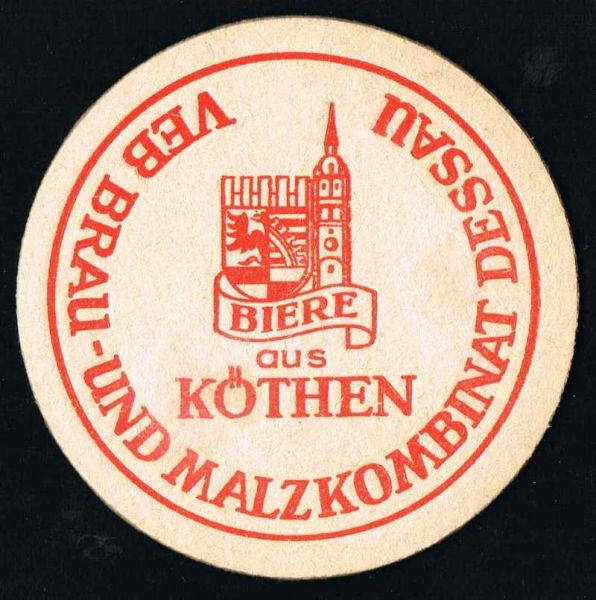 VEB BRAU-UND MALZKOMBINAT DESSAU
BIERE
aus
KÖTHEN